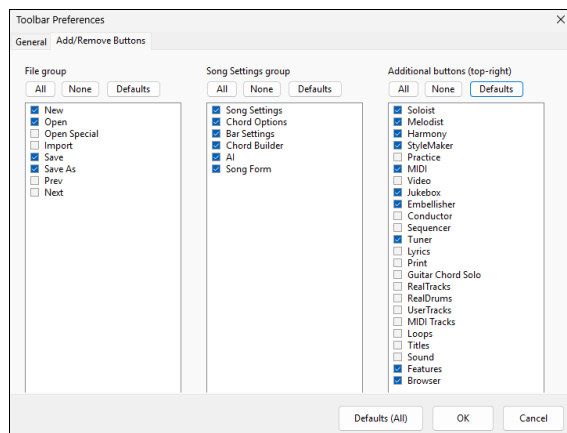 Toolbar Preferences
General Add/Remove Buttons
File group
All None Defaults
New
Open
Open Special
Import
Save
Save As
Prev
Next
Song Settings group
All None Defaults
Song Settings
Chord Options
Bar Settings
Chord Builder
AI
Song Form
Additional buttons (top-right)
All None Defaults
Soloist
Melodist
Harmony
StyleMaker
Practice
MIDI
Video
Jukebox
Embellisher
Conductor
Sequencer
Tuner
Lyrics
Print
Guitar Chord Solo
RealTracks
RealDrums
UserTracks
MIDI Tracks
Loops
Titles
Sound
Features
Browser
Defaults (All) OK Cancel